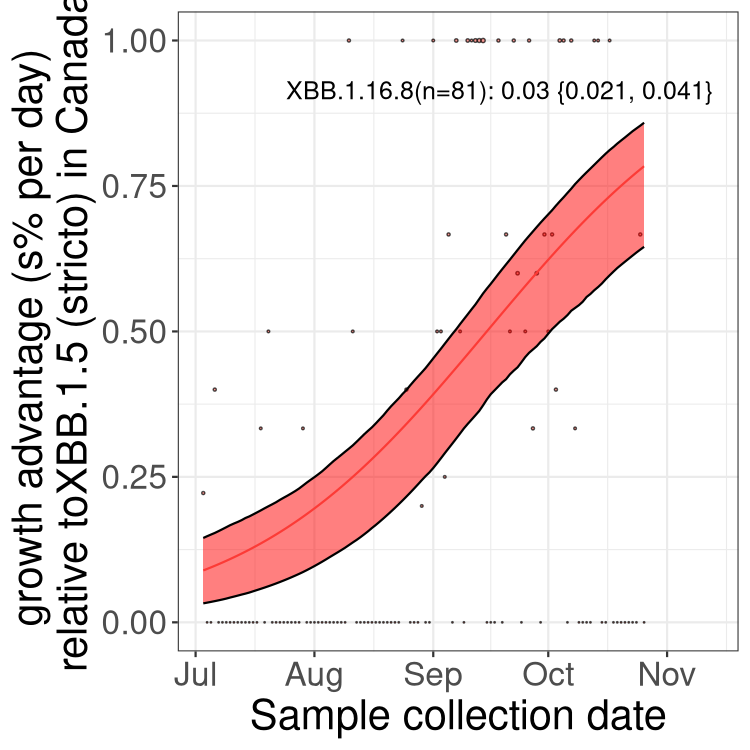 growth advantage (s% per day)
relative toXBB.1.5 (stricto) in Canada
1.00
0.75
0.50
0.25
0.00
XBB.1.16.8(n=81): 0.03 {0.021, 0.041}
Jul Aug Sep Oct Nov
Sample collection date